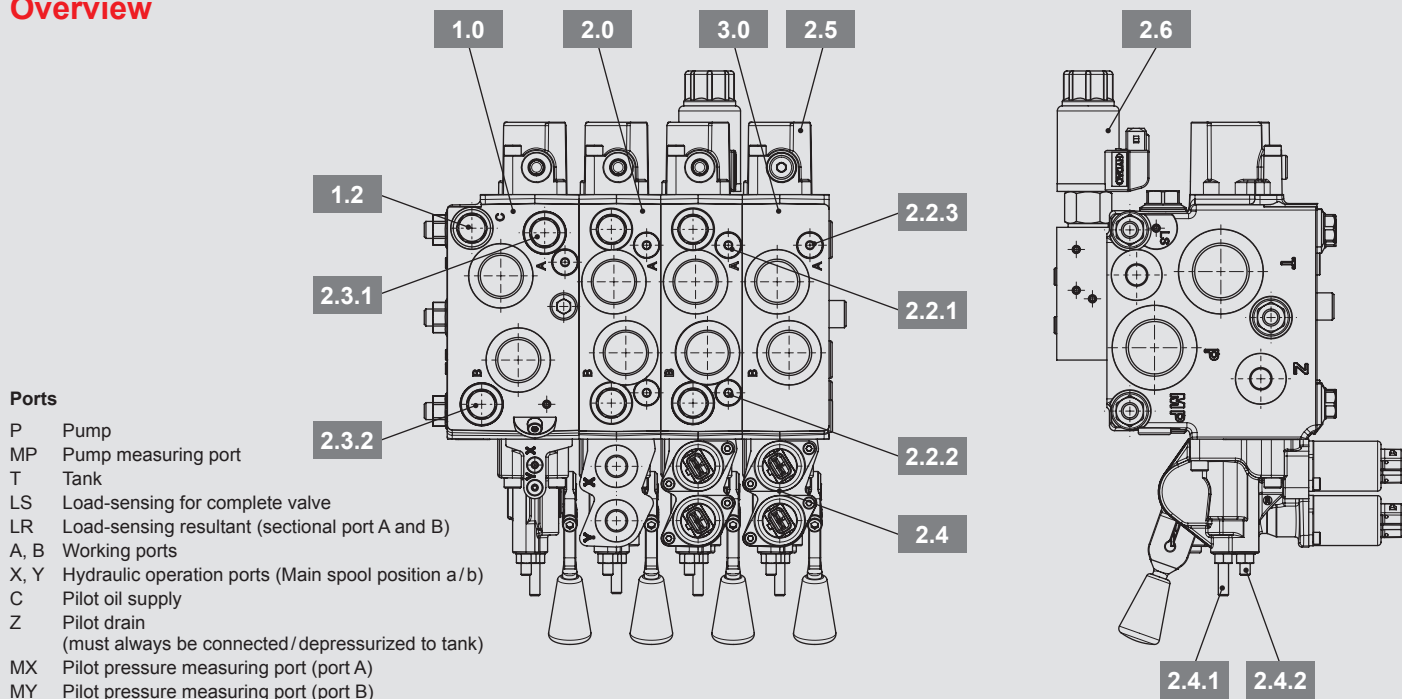 Overview
1.0
2.0
3.0
2.5
2.6
1.2
C
A
A
A
A
2.2.3
LS
T
2.3.1
2.2.1
B
B
B
B
P
Z
MP
Ports
P Pump
MP Pump measuring port
T Tank
LS Load-sensing for complete valve
LR Load-sensing resultant (sectional port A and B)
A, B Working ports
X, Y Hydraulic operation ports (Main spool position a/b)
C Pilot oil supply
Z Pilot drain
(must always be connected/depressurized to tank)
MX Pilot pressure measuring port (port A)
MY Pilot pressure measuring port (port B)
2.3.2
2.2.2
X
Y
X
Y
2.4
2.4.1
2.4.2